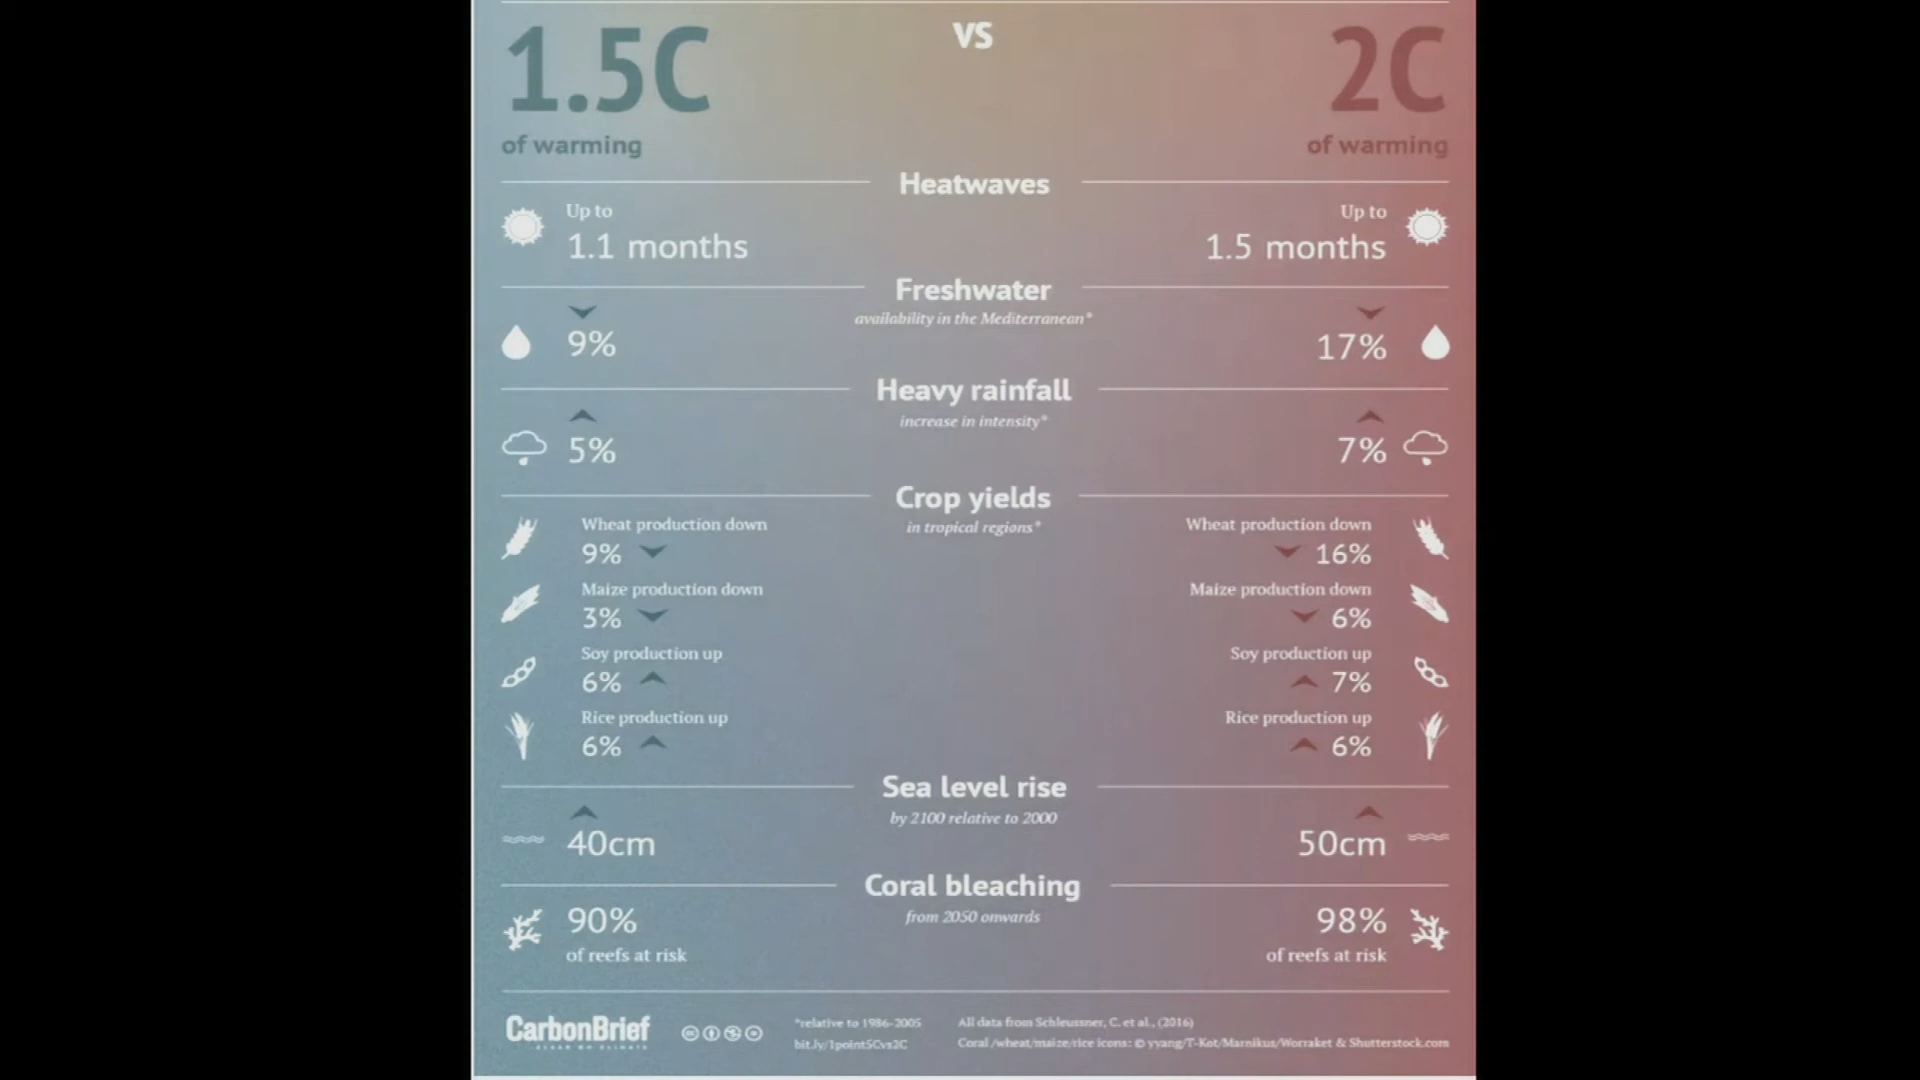 1.5C
VS
2C
of warming
of warming
Heatwaves
Up to
1.1 months
Up to
1.5 months
Freshwater
availability in the Mediterranean*
9%
17%
Heavy rainfall
increase in intensity*
5%
7%
Crop yields
in tropical regions*
Wheat production down
9%
Wheat production down
16%
Maize production down
3%
Maize production down
6%
Soy production up
6%
Soy production up
7%
Rice production up
6%
Rice production up
6%
Sea level rise
by 2100 relative to 2000
40cm
50cm
Coral bleaching
from 2050 onwards
90%
of reefs at risk
98%
of reefs at risk
CarbonBrief
CLEAR ON CLIMATE
*relative to 1986-2005
bit.ly/1point5Cvs2C
All data from Schleussner, C. et al., (2016)
Coral /wheat/maize/rice icons: © yyang/T-Kot/Marnikus/Worraket & Shutterstock.com